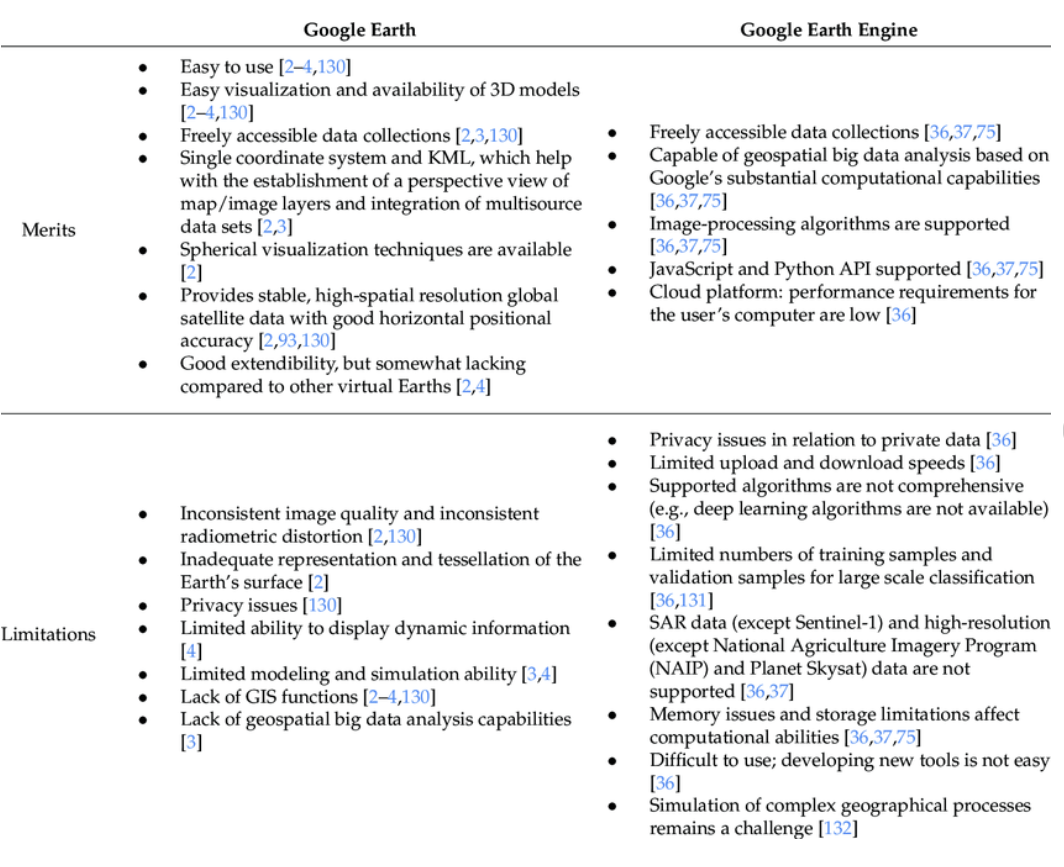 Google Earth
Google Earth Engine
Merits
● Easy to use [2–4,130]
● Easy visualization and availability of 3D models
[2–4,130]
● Freely accessible data collections [2,3,130]
● Single coordinate system and KML, which help
with the establishment of a perspective view of
map/image layers and integration of multisource
data sets [2,3]
● Spherical visualization techniques are available
[2]
● Provides stable, high-spatial resolution global
satellite data with good horizontal positional
accuracy [2,93,130]
● Good extendibility, but somewhat lacking
compared to other virtual Earths [2,4]
● Freely accessible data collections [36,37,75]
● Capable of geospatial big data analysis based on
Google's substantial computational capabilities
[36,37,75]
● Image-processing algorithms are supported
[36,37,75]
● JavaScript and Python API supported [36,37,75]
● Cloud platform: performance requirements for
the user's computer are low [36]
Limitations
● Inconsistent image quality and inconsistent
radiometric distortion [2,130]
● Inadequate representation and tessellation of the
Earth's surface [2]
● Privacy issues [130]
● Limited ability to display dynamic information
[4]
● Limited modeling and simulation ability [3,4]
● Lack of GIS functions [2–4,130]
● Lack of geospatial big data analysis capabilities
[3]
● Privacy issues in relation to private data [36]
● Limited upload and download speeds [36]
● Supported algorithms are not comprehensive
(e.g., deep learning algorithms are not available)
[36]
● Limited numbers of training samples and
validation samples for large scale classification
[36,131]
● SAR data (except Sentinel-1) and high-resolution
(except National Agriculture Imagery Program
(NAIP) and Planet Skysat) data are not
supported [36,37]
● Memory issues and storage limitations affect
computational abilities [36,37,75]
● Difficult to use; developing new tools is not easy
[36]
● Simulation of complex geographical processes
remains a challenge [132]